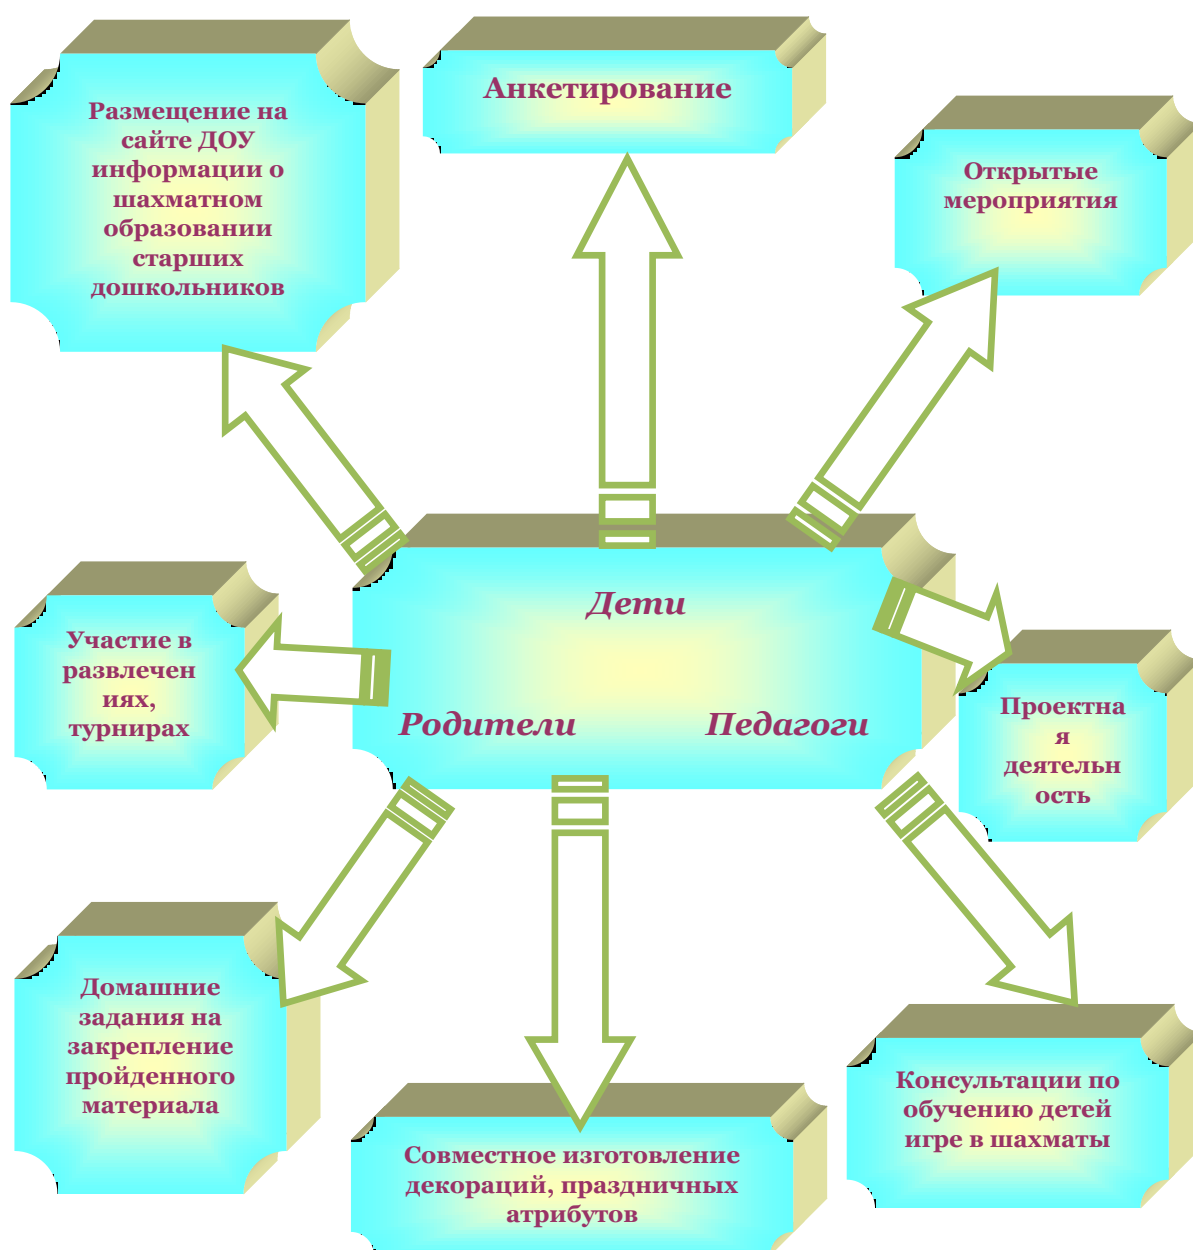 Размещение на
сайте ДОУ
информации о
шахматном
образовании
старших
дошкольников
Анкетирование
Открытые
мероприятия
Дети
Родители
Педагоги
Участие в
развлечен
иях,
турнирах
Проектна
я
деятельн
ость
Домашние
задания на
закрепление
пройденного
материала
Совместное изготовление
декораций, праздничных
атрибутов
Консультации по
обучению детей
игре в шахматы